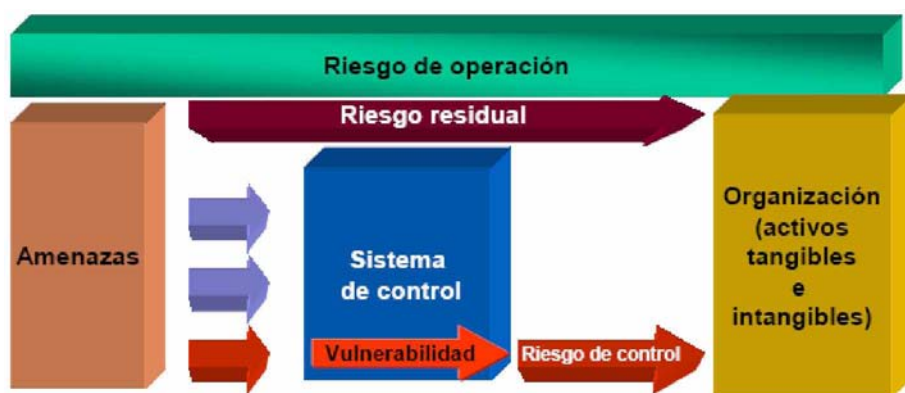 Riesgo de operación
Riesgo residual
Amenazas
Sistema
de control
Vulnerabilidad
Riesgo de control
Organización
(activos
tangibles
e
intangibles)